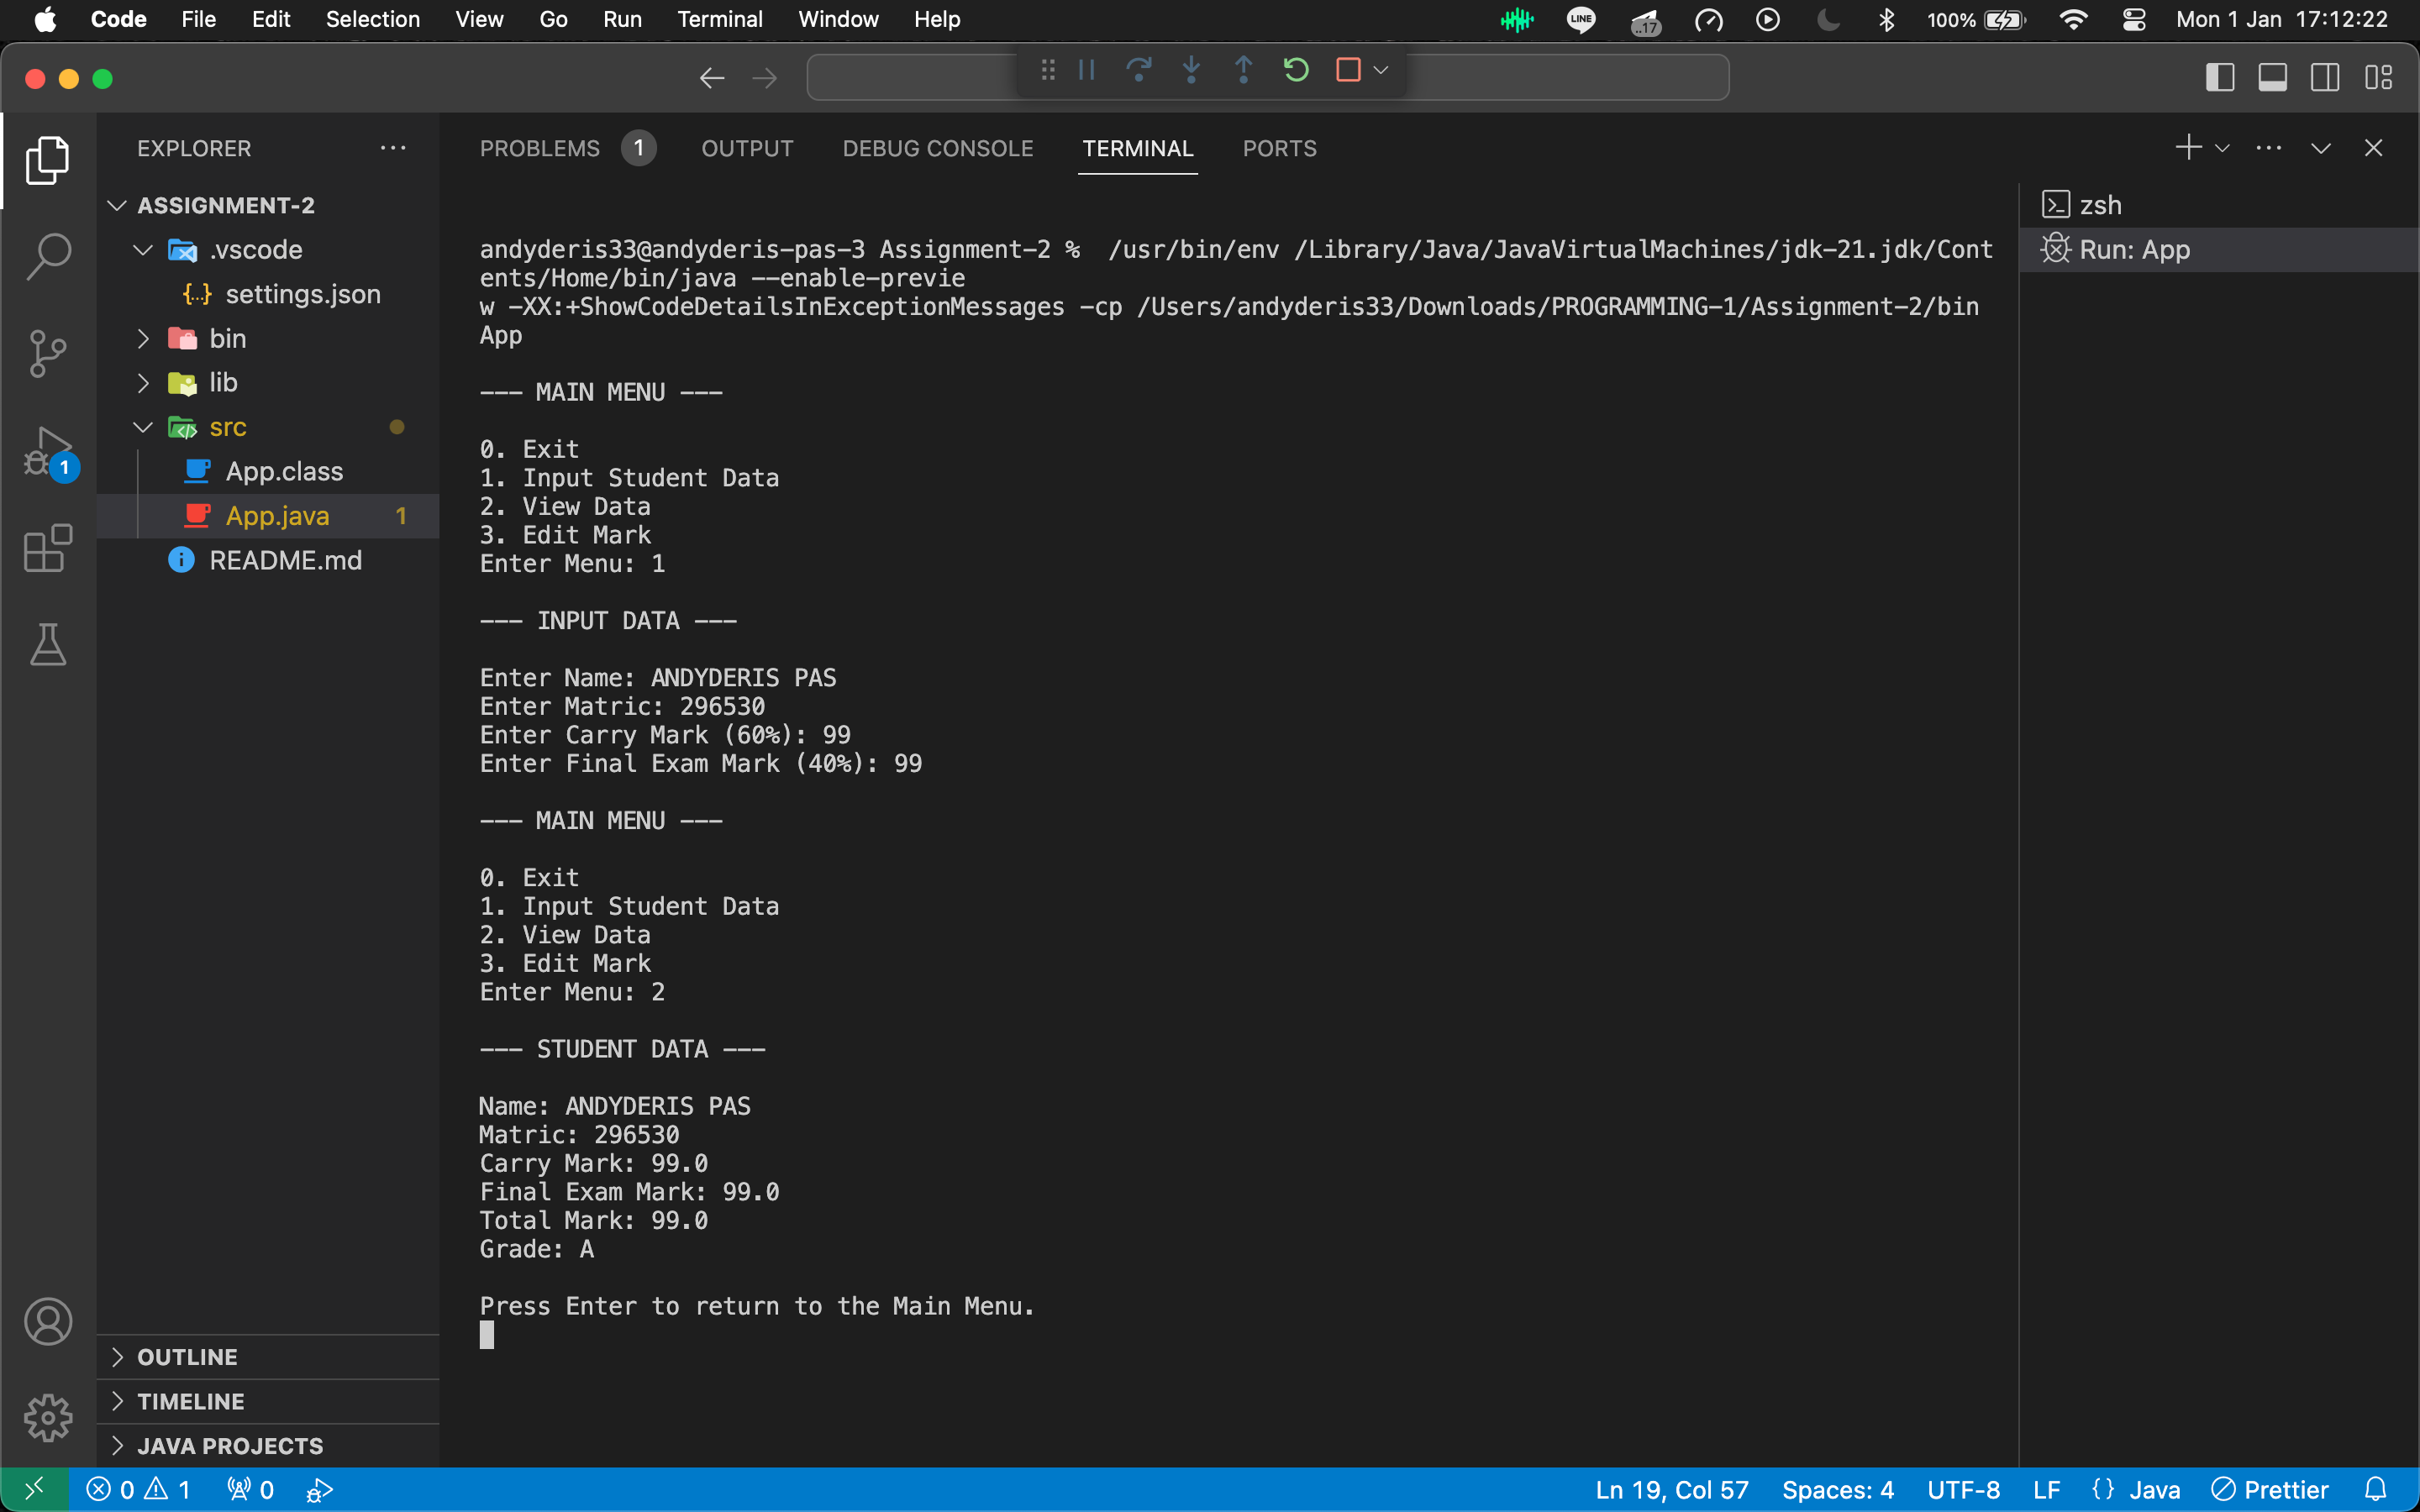 Code File Edit Selection View Go Run Terminal Window Help LINE ..17 100% Mon 1 Jan 17:12:22
EXPLORER
ASSIGNMENT-2
.vscode
{..} settings.json
bin
lib
src
App.class
App.java 1
README.md
1
OUTLINE
TIMELINE
JAVA PROJECTS
PROBLEMS 1 OUTPUT DEBUG CONSOLE TERMINAL PORTS
andyderis33@andyderis-pas-3 Assignment-2 %  /usr/bin/env /Library/Java/JavaVirtualMachines/jdk-21.jdk/Cont
ents/Home/bin/java --enable-previe
w -XX:+ShowCodeDetailsInExceptionMessages -cp /Users/andyderis33/Downloads/PROGRAMMING-1/Assignment-2/bin
App
--- MAIN MENU ---
0. Exit
1. Input Student Data
2. View Data
3. Edit Mark
Enter Menu: 1
--- INPUT DATA ---
Enter Name: ANDYDERIS PAS
Enter Matric: 296530
Enter Carry Mark (60%): 99
Enter Final Exam Mark (40%): 99
--- MAIN MENU ---
0. Exit
1. Input Student Data
2. View Data
3. Edit Mark
Enter Menu: 2
--- STUDENT DATA ---
Name: ANDYDERIS PAS
Matric: 296530
Carry Mark: 99.0
Final Exam Mark: 99.0
Total Mark: 99.0
Grade: A
Press Enter to return to the Main Menu.
zsh
Run: App
0 1 0 Ln 19, Col 57 Spaces: 4 UTF-8 LF {} Java Prettier